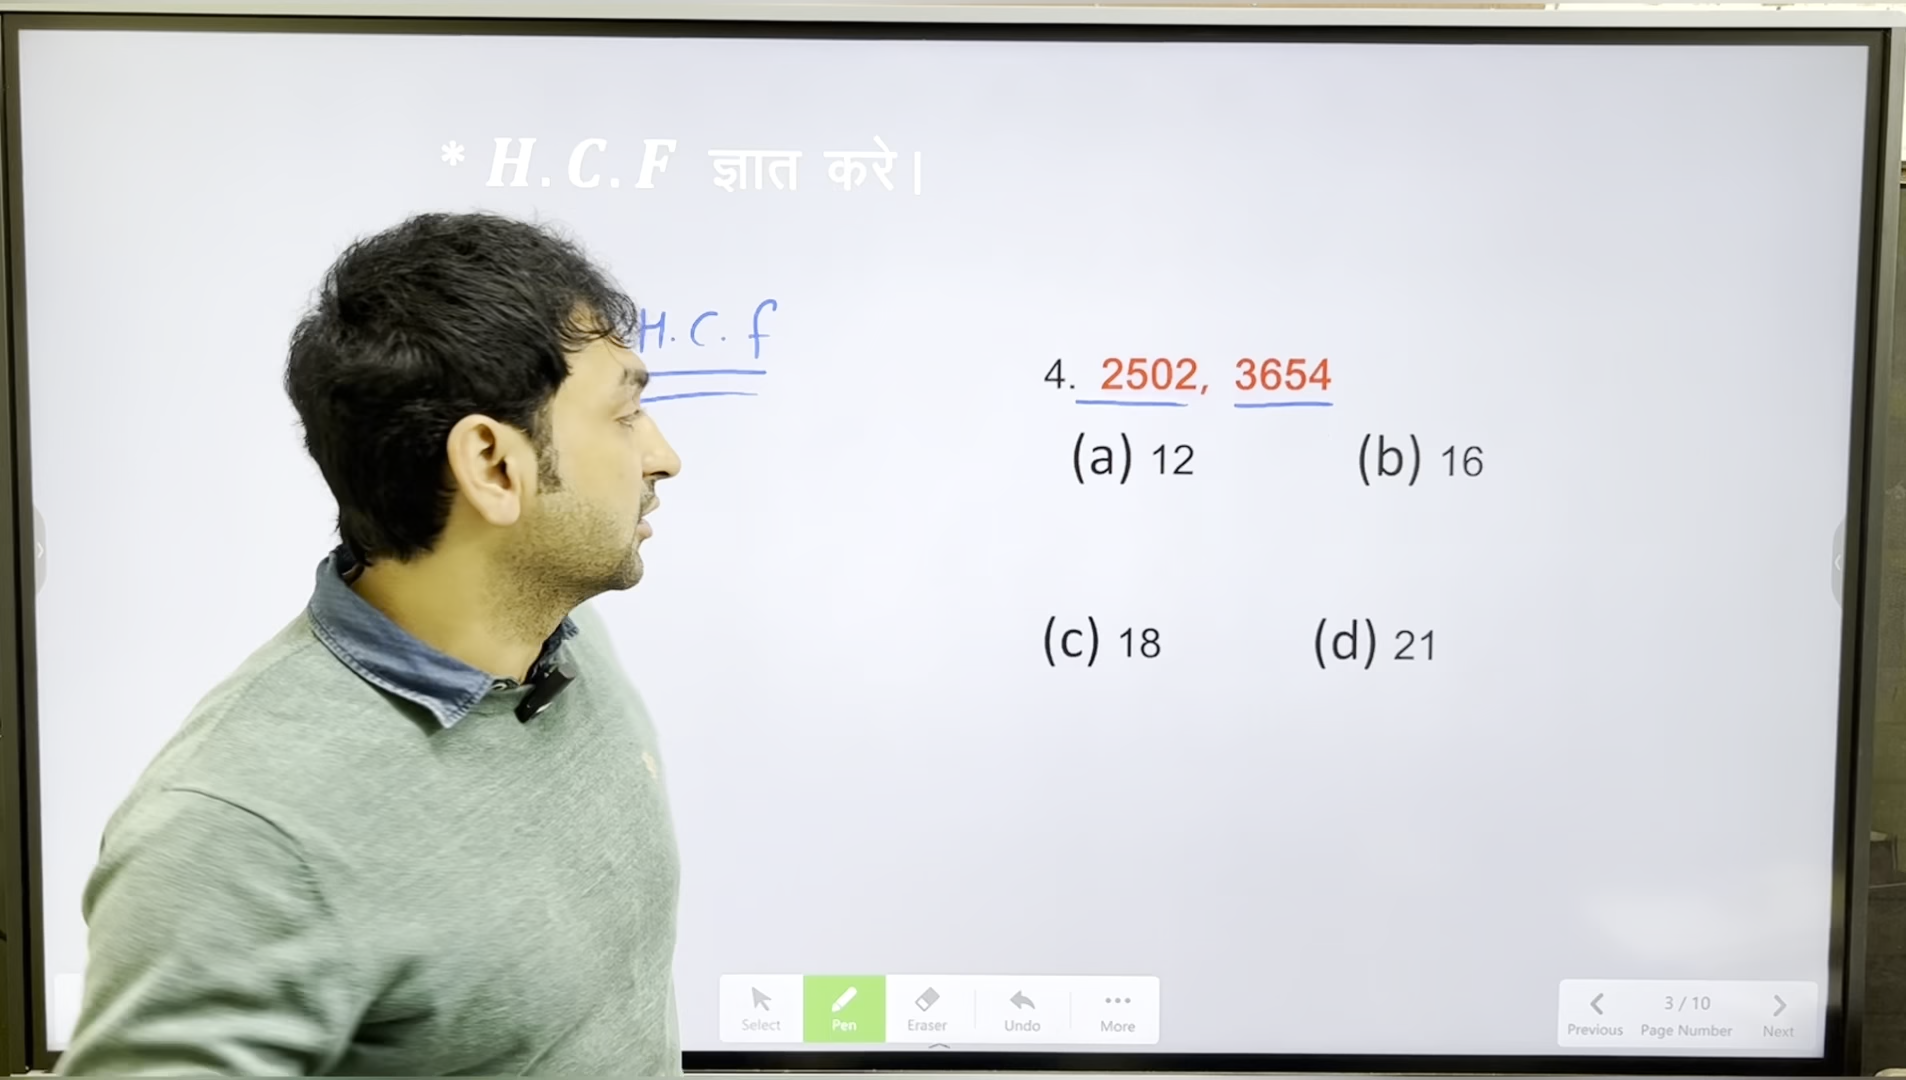 * H.C.F ज्ञात करे।
H.C.f
4. 2502, 3654
(a) 12 (b) 16
(c) 18 (d) 21
Select Pen Eraser Undo More
3 / 10
Previous Page Number Next